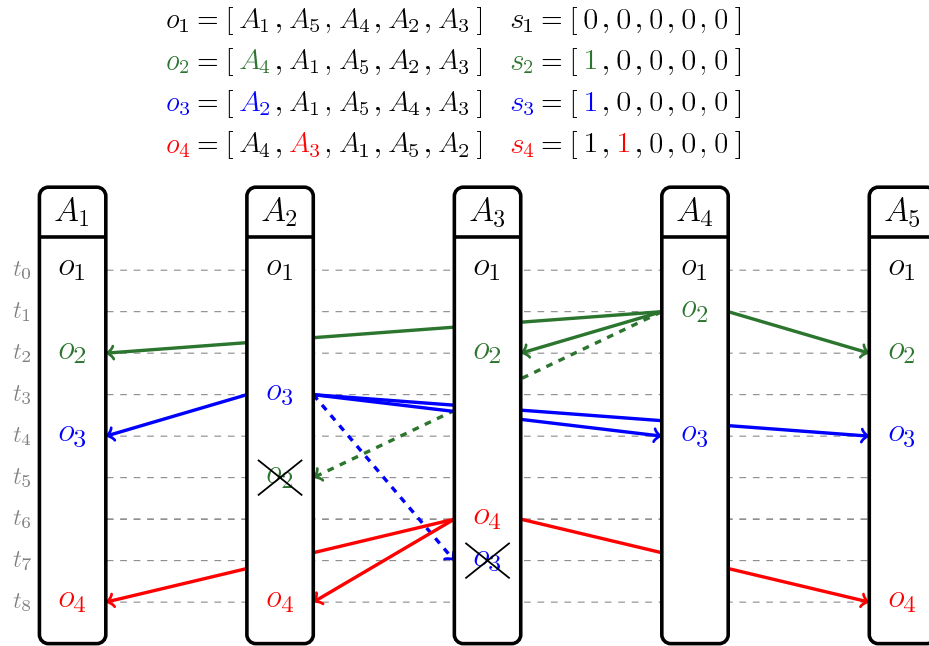 o₁ = [ A₁ , A₅ , A₄ , A₂ , A₃ ] s₁ = [ 0 , 0 , 0 , 0 , 0 ]
o₂ = [ A₄ , A₁ , A₅ , A₂ , A₃ ] s₂ = [ 1 , 0 , 0 , 0 , 0 ]
o₃ = [ A₂ , A₁ , A₅ , A₄ , A₃ ] s₃ = [ 1 , 0 , 0 , 0 , 0 ]
o₄ = [ A₄ , A₃ , A₁ , A₅ , A₂ ] s₄ = [ 1 , 1 , 0 , 0 , 0 ]
A₁ A₂ A₃ A₄ A₅
t₀ o₁ o₁ o₁ o₁ o₁
t₁ o₂
t₂ o₂ o₂ o₂
t₃ o₃
t₄ o₃ o₃ o₃
t₅ o₂
t₆ o₄
t₇ o₃
t₈ o₄ o₄ o₄